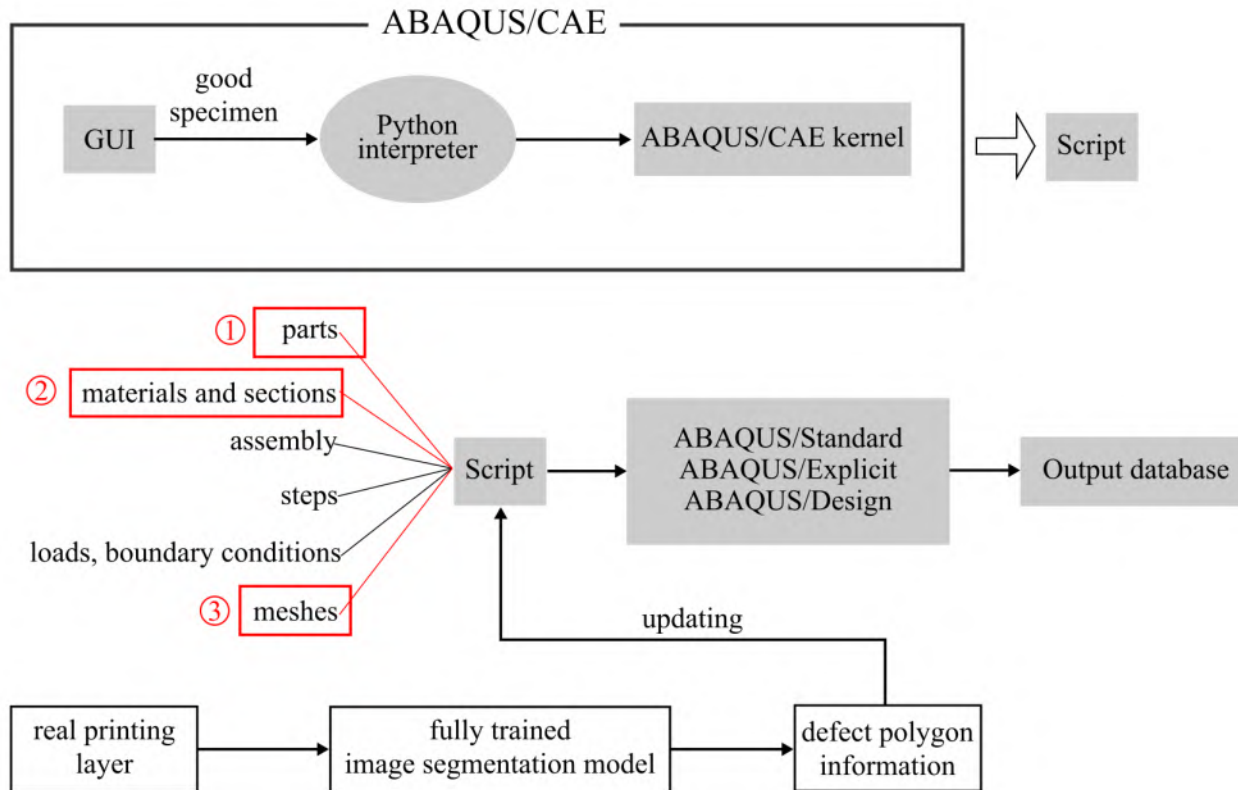 ABAQUS/CAE
good
specimen
GUI
Python
interpreter
ABAQUS/CAE kernel
Script
① parts
② materials and sections
assembly
steps
loads, boundary conditions
③ meshes
Script
ABAQUS/Standard
ABAQUS/Explicit
ABAQUS/Design
Output database
updating
real printing
layer
fully trained
image segmentation model
defect polygon
information